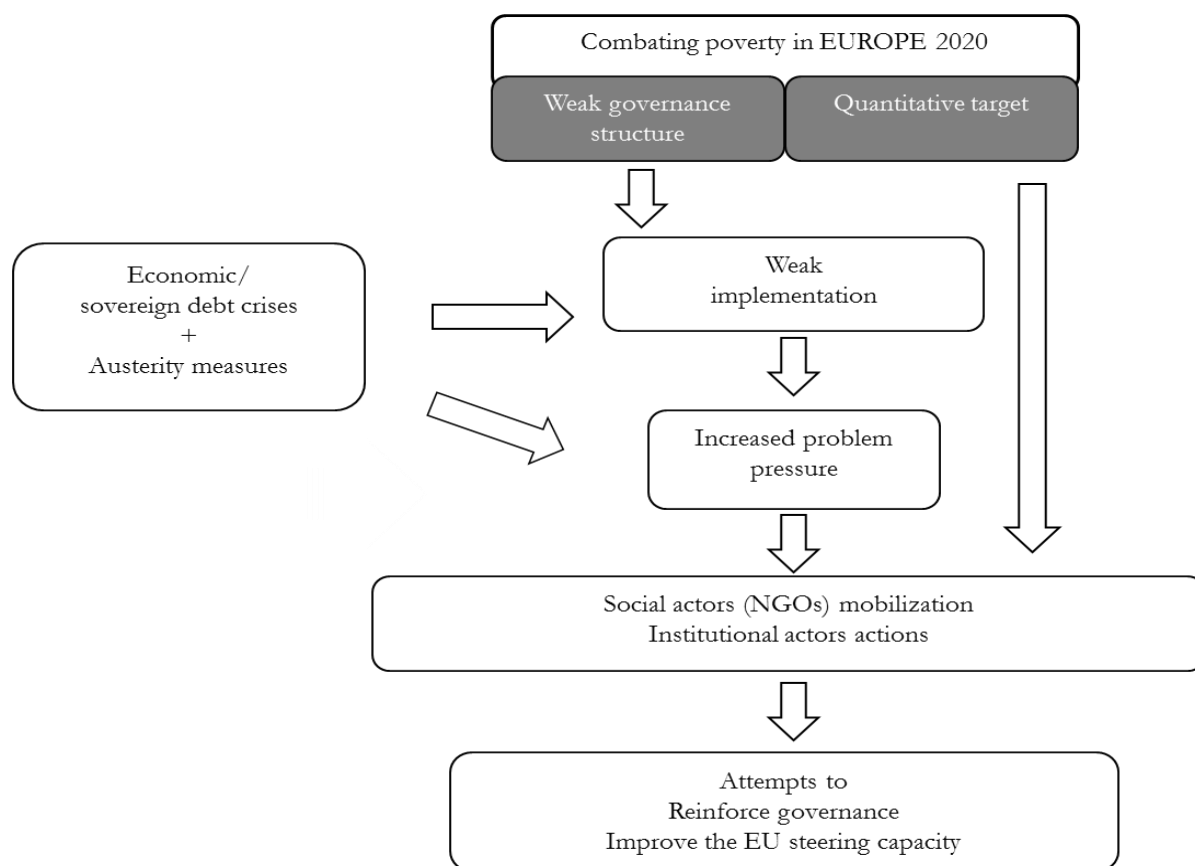 Combating poverty in EUROPE 2020
Weak governance
structure
Quantitative target
Weak
implementation
Economic/
sovereign debt crises
+
Austerity measures
Increased problem
pressure
Social actors (NGOs) mobilization
Institutional actors actions
Attempts to
Reinforce governance
Improve the EU steering capacity